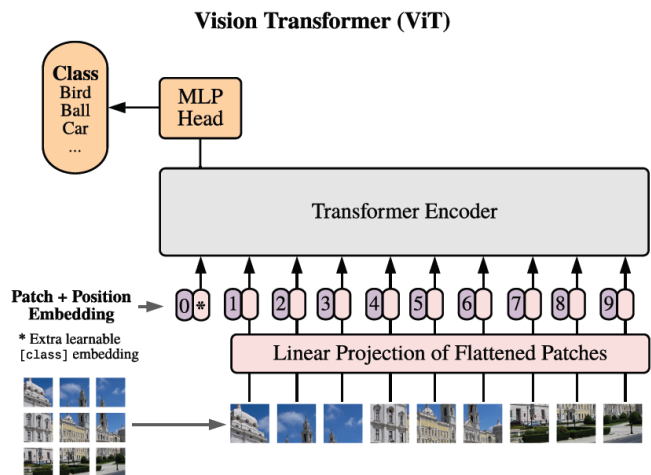 Vision Transformer (ViT)
Class
Bird
Ball
Car
...
MLP
Head
Transformer Encoder
Patch + Position
Embedding
0 * 1 2 3 4 5 6 7 8 9
* Extra learnable
[class] embedding
Linear Projection of Flattened Patches